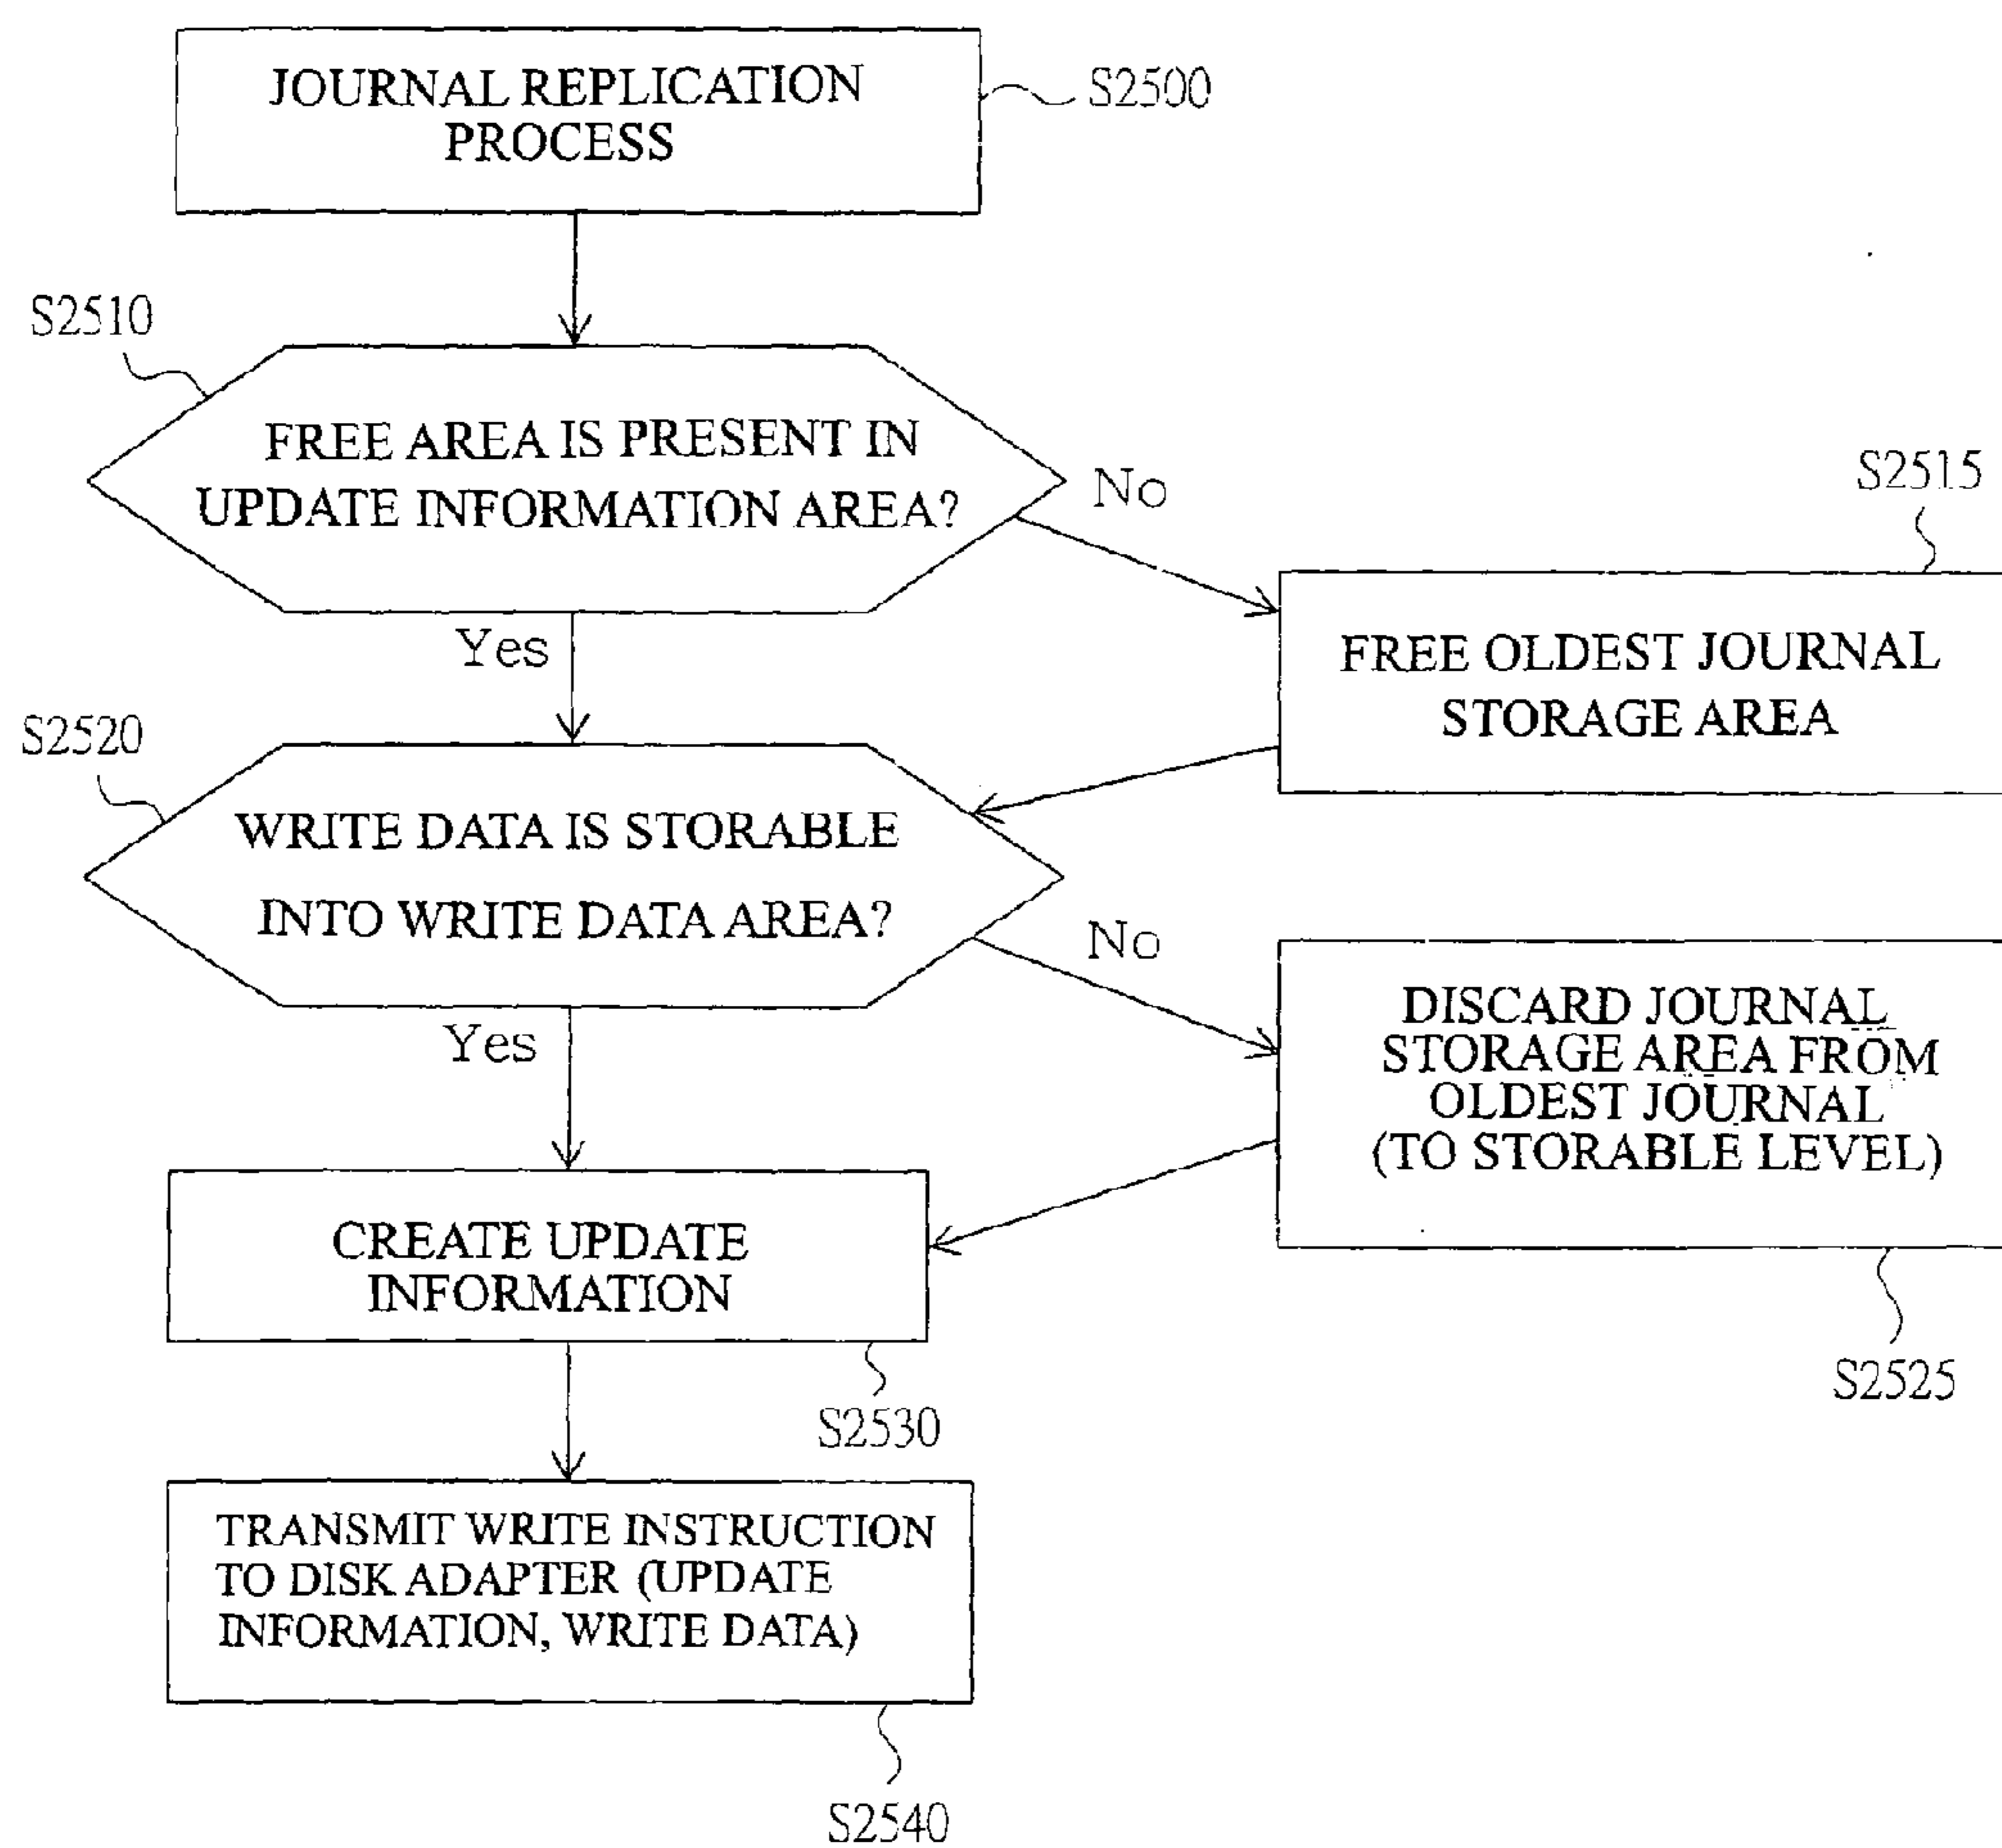 JOURNAL REPLICATION
PROCESS
S2500
S2510
FREE AREA IS PRESENT IN
UPDATE INFORMATION AREA?
No
S2515
Yes
FREE OLDEST JOURNAL
STORAGE AREA
S2520
WRITE DATA IS STORABLE
INTO WRITE DATA AREA?
No
Yes
DISCARD JOURNAL
STORAGE AREA FROM
OLDEST JOURNAL
(TO STORABLE LEVEL)
S2525
CREATE UPDATE
INFORMATION
S2530
TRANSMIT WRITE INSTRUCTION
TO DISK ADAPTER (UPDATE
INFORMATION, WRITE DATA)
S2540